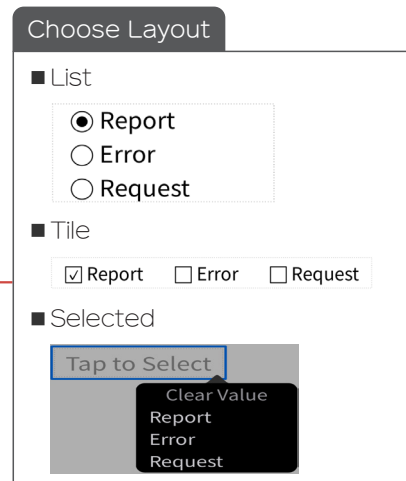 Choose Layout
List
Report
Error
Request
Tile
Report Error Request
Selected
Tap to Select
Clear Value
Report
Error
Request